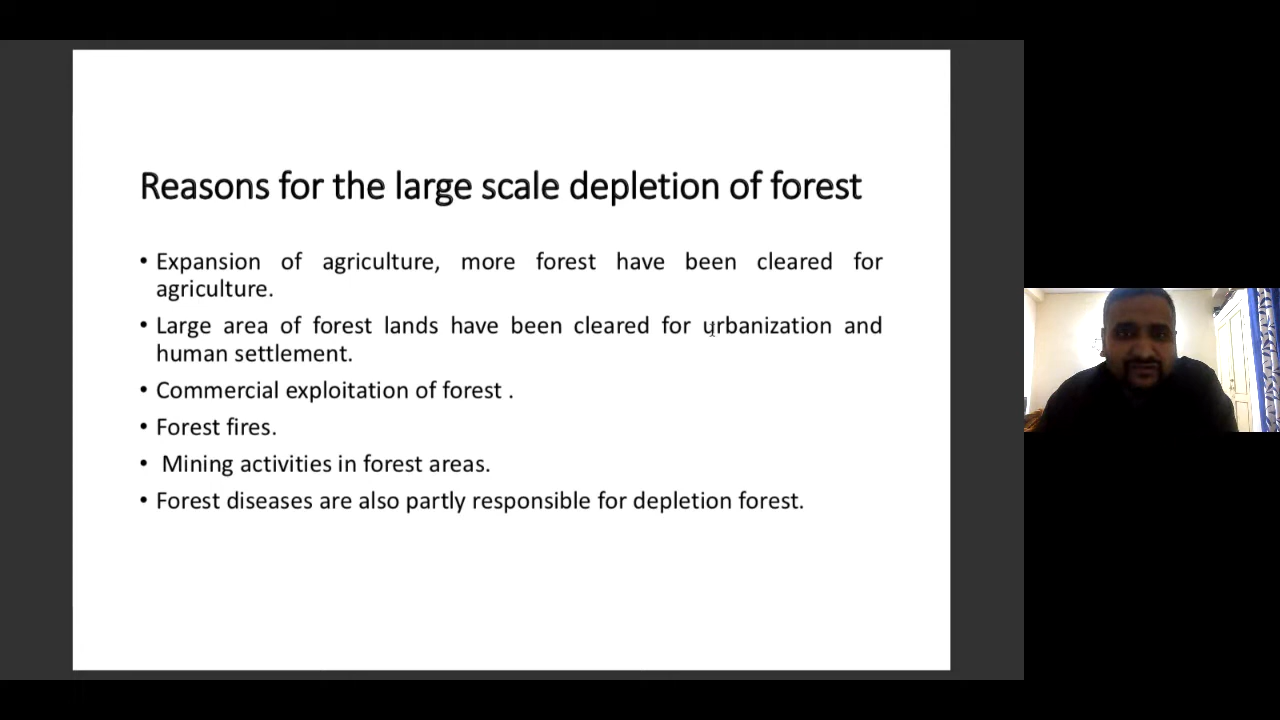 Reasons for the large scale depletion of forest
• Expansion of agriculture, more forest have been cleared for
agriculture.
• Large area of forest lands have been cleared for urbanization and
human settlement.
• Commercial exploitation of forest .
• Forest fires.
• Mining activities in forest areas.
• Forest diseases are also partly responsible for depletion forest.